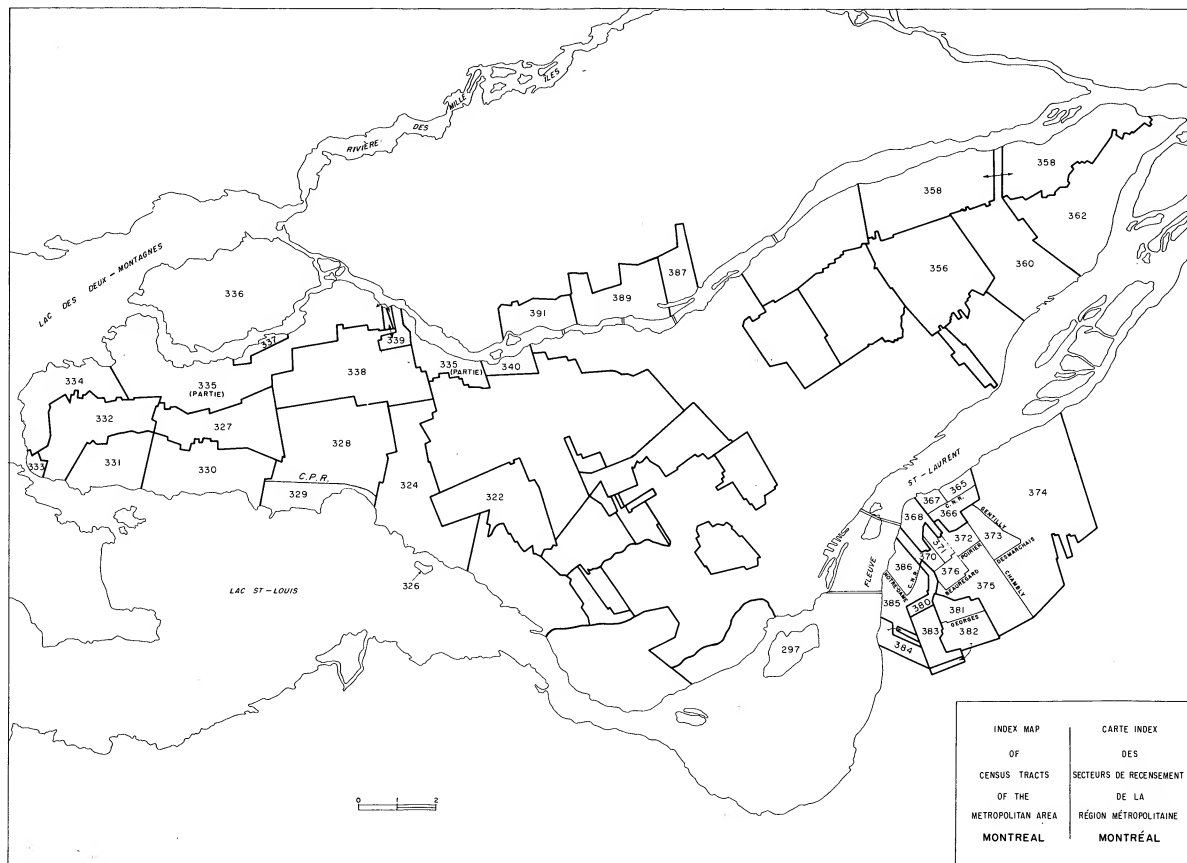 RIVIÈRE DES MILLE ÎLES
LAC DES DEUX-MONTAGNES
358
358
362
336
387
356
360
389
391
337
339
334
335
(PARTIE)
338
335
(PARTIE)
340
332
327
328
333
331
330
C.P.R.
329
324
322
326
LAC ST-LOUIS
297
FLEUVE ST-LAURENT
365
367
C.N.R.
366
368
374
GENTILLY
371
372
373
370
POIRIER
DESMARCHAIS
386
C.N.R.
376
BEAUREGARD
375
CHAMBLY
NOTRE-DAME
385
380
381
GEORGES
383
382
384
0 1 2
INDEX MAP
OF
CENSUS TRACTS
OF THE
METROPOLITAN AREA
MONTREAL
CARTE INDEX
DES
SECTEURS DE RECENSEMENT
DE LA
RÉGION MÉTROPOLITAINE
MONTRÉAL